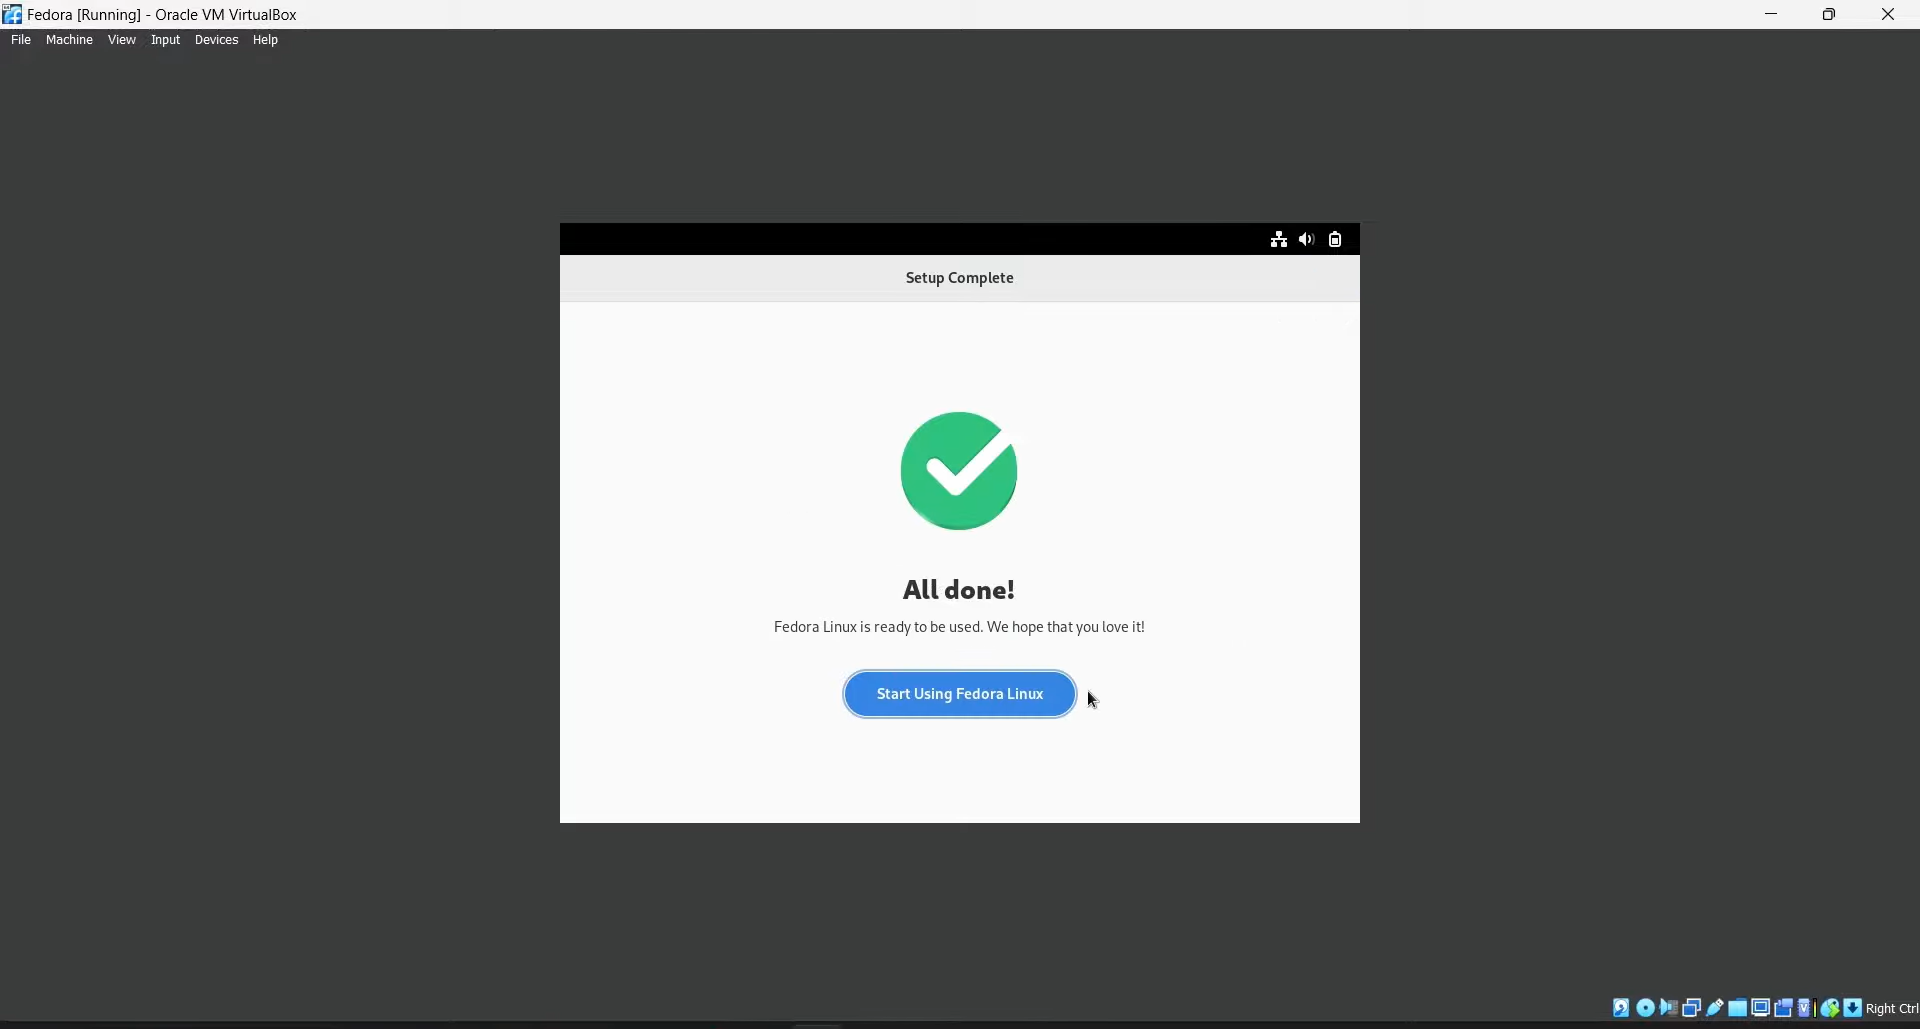 Fedora [Running] - Oracle VM VirtualBox
File Machine View Input Devices Help
Setup Complete
All done!
Fedora Linux is ready to be used. We hope that you love it!
Start Using Fedora Linux
Right Ctrl